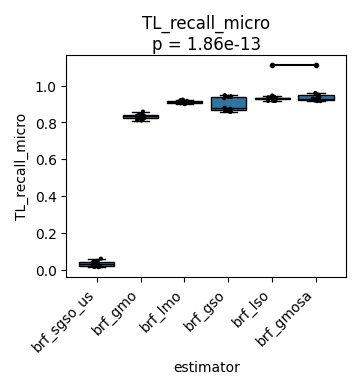 TL_recall_micro
p = 1.86e-13
TL_recall_micro
1.0
0.8
0.6
0.4
0.2
0.0
brf_sgso_us
brf_gmo
brf_lmo
brf_gso
brf_lso
brf_gmosa
estimator